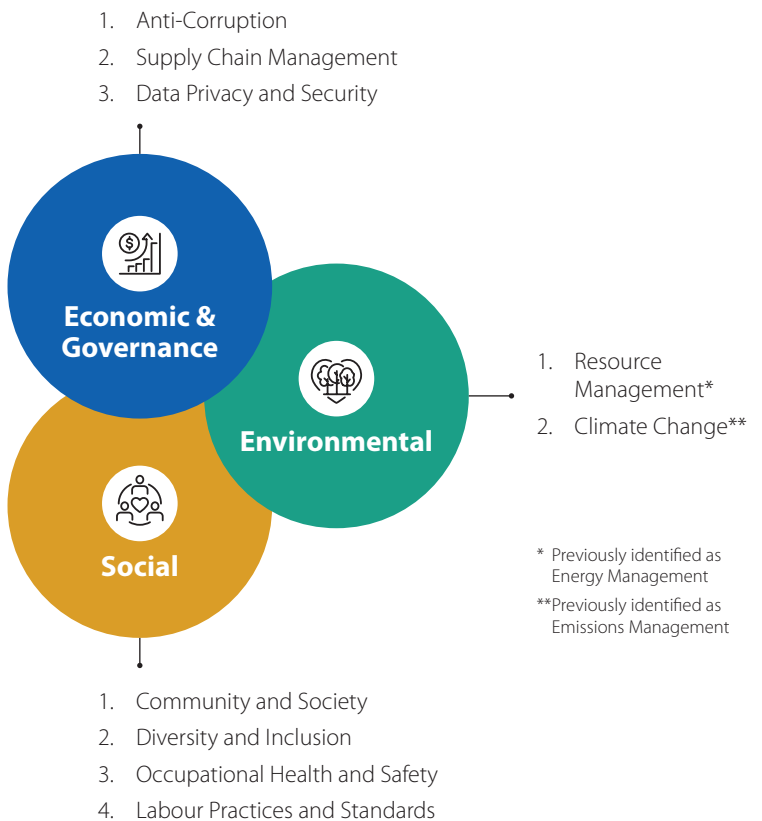 1. Anti-Corruption
2. Supply Chain Management
3. Data Privacy and Security
$
Economic &
Governance
Environmental
1. Resource
Management*
2. Climate Change**
Social
* Previously identified as
Energy Management
**Previously identified as
Emissions Management
1. Community and Society
2. Diversity and Inclusion
3. Occupational Health and Safety
4. Labour Practices and Standards